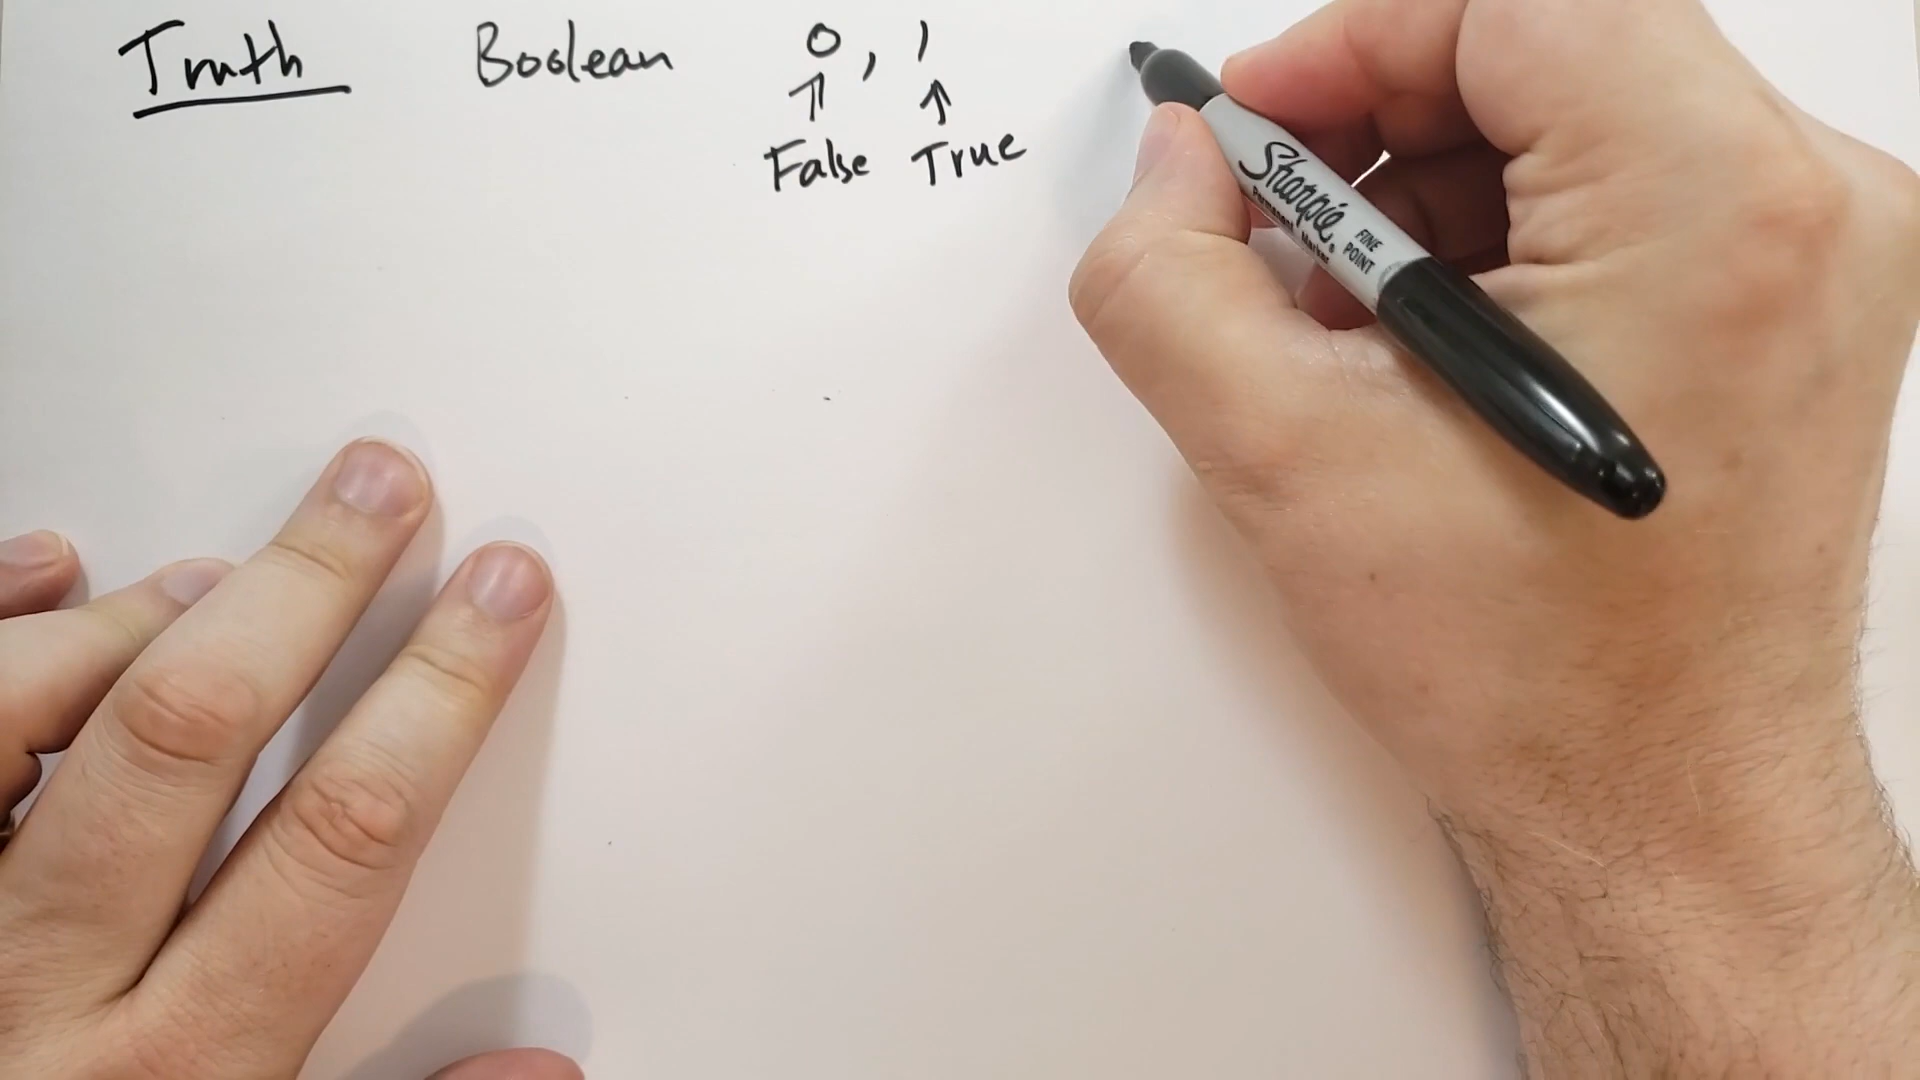 Truth Boolean 0, 1
↑ ↑
False True
Sharpie.
Permanent Marker
FINE
POINT